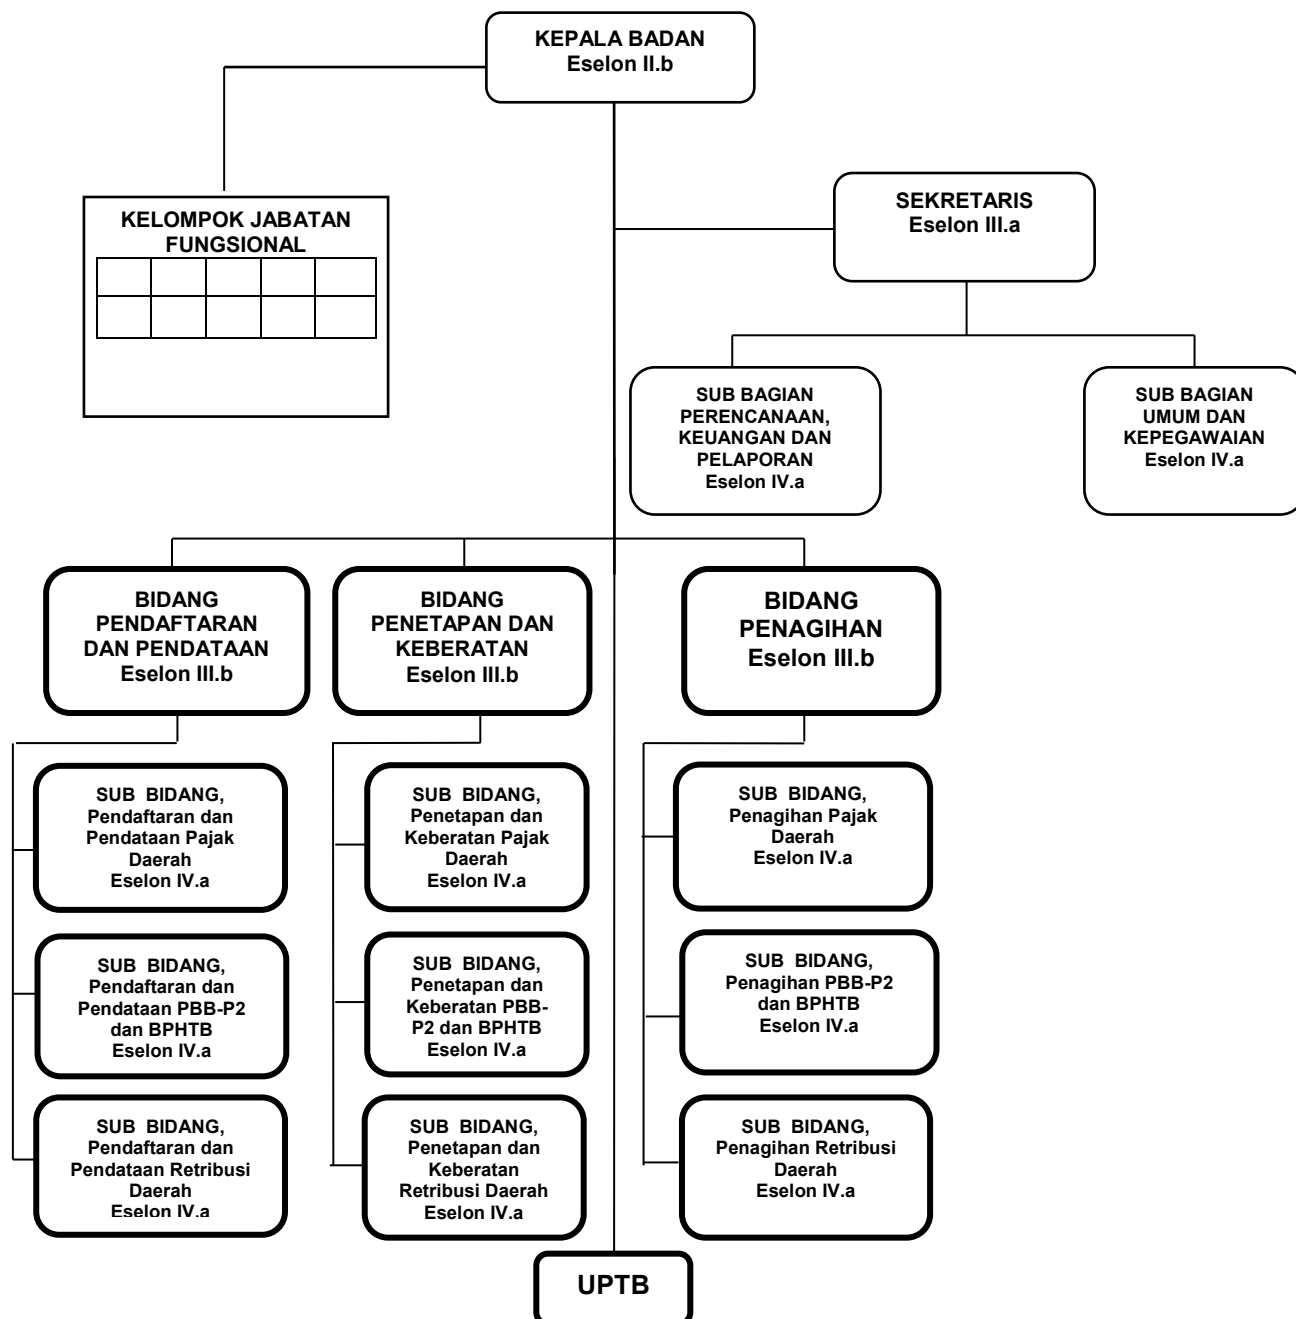 KEPALA BADAN
Eselon II.b
KELOMPOK JABATAN
FUNGSIONAL
SEKRETARIS
Eselon III.a
SUB BAGIAN
PERENCANAAN,
KEUANGAN DAN
PELAPORAN
Eselon IV.a
SUB BAGIAN
UMUM DAN
KEPEGAWAIAN
Eselon IV.a
BIDANG
PENDAFTARAN
DAN PENDATAAN
Eselon III.b
BIDANG
PENETAPAN DAN
KEBERATAN
Eselon III.b
BIDANG
PENAGIHAN
Eselon III.b
SUB BIDANG,
Pendaftaran dan
Pendataan Pajak
Daerah
Eselon IV.a
SUB BIDANG,
Penetapan dan
Keberatan Pajak
Daerah
Eselon IV.a
SUB BIDANG,
Penagihan Pajak
Daerah
Eselon IV.a
SUB BIDANG,
Pendaftaran dan
Pendataan PBB-P2
dan BPHTB
Eselon IV.a
SUB BIDANG,
Penetapan dan
Keberatan PBB-
P2 dan BPHTB
Eselon IV.a
SUB BIDANG,
Penagihan PBB-P2
dan BPHTB
Eselon IV.a
SUB BIDANG,
Pendaftaran dan
Pendataan Retribusi
Daerah
Eselon IV.a
SUB BIDANG,
Penetapan dan
Keberatan
Retribusi Daerah
Eselon IV.a
SUB BIDANG,
Penagihan Retribusi
Daerah
Eselon IV.a
UPTB